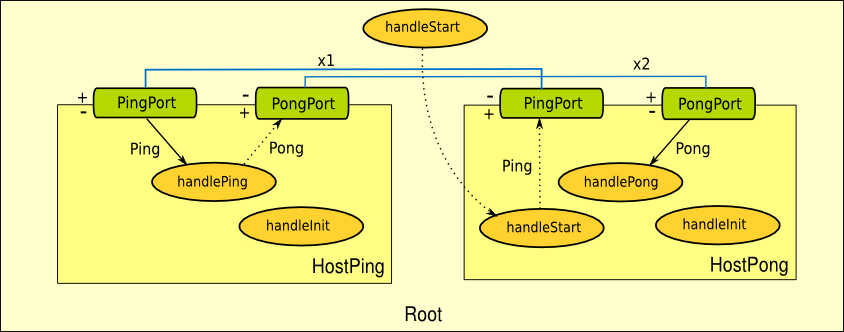 handleStart
x1
x2
+
-
PingPort
-
+
PongPort
-
+
PingPort
+
-
PongPort
Ping
Pong
handlePing
handleInit
HostPing
Ping
Pong
handlePong
handleStart
handleInit
HostPong
Root